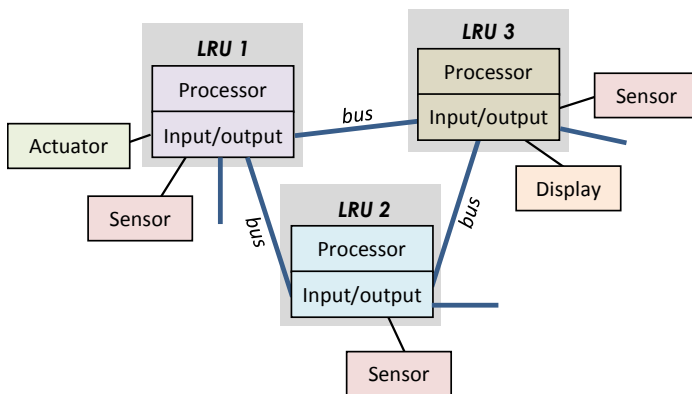 LRU 1
Processor
Input/output
Actuator
Sensor
bus
bus
LRU 3
Processor
Input/output
Sensor
Display
bus
LRU 2
Processor
Input/output
Sensor